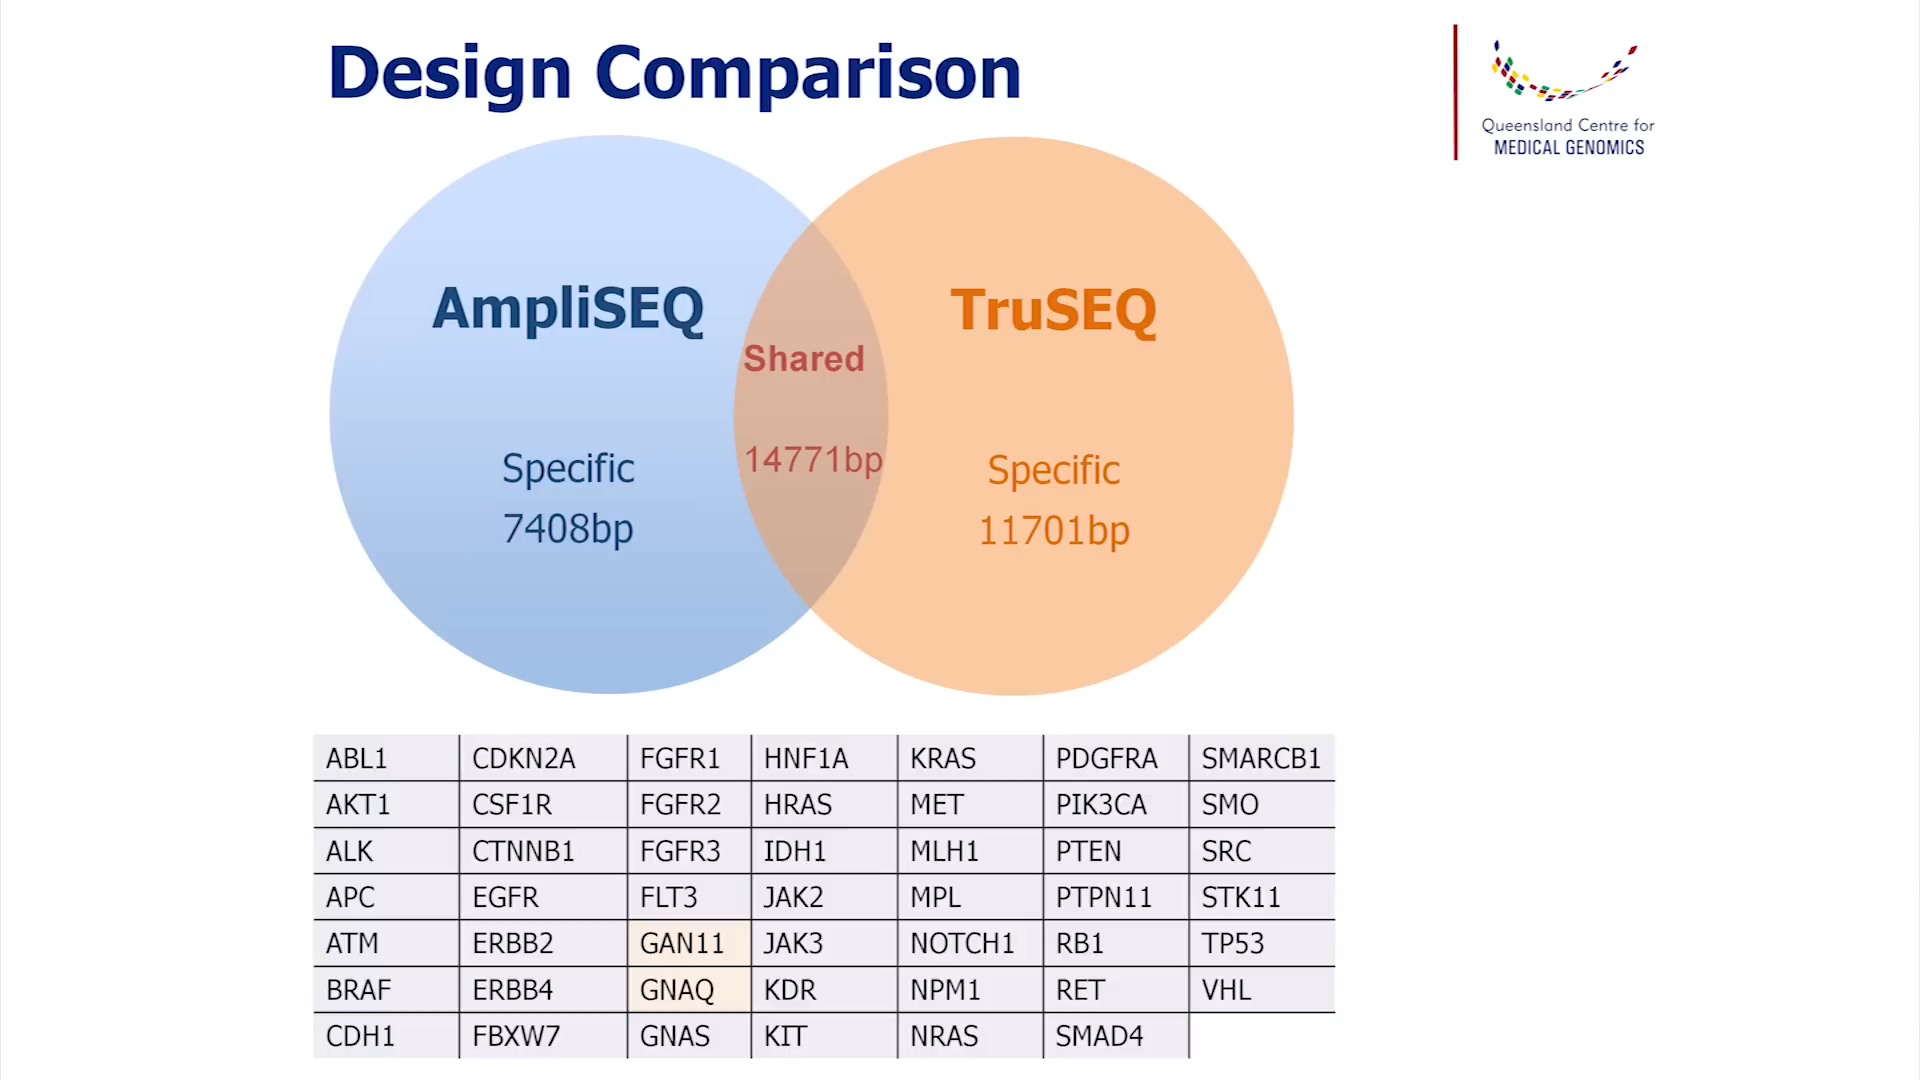 Design Comparison
Queensland Centre for
MEDICAL GENOMICS
AmpliSEQ
TruSEQ
Shared
Specific
14771bp
Specific
7408bp
11701bp
ABL1 CDKN2A FGFR1 HNF1A KRAS PDGFRA SMARCB1
AKT1 CSF1R FGFR2 HRAS MET PIK3CA SMO
ALK CTNNB1 FGFR3 IDH1 MLH1 PTEN SRC
APC EGFR FLT3 JAK2 MPL PTPN11 STK11
ATM ERBB2 GAN11 JAK3 NOTCH1 RB1 TP53
BRAF ERBB4 GNAQ KDR NPM1 RET VHL
CDH1 FBXW7 GNAS KIT NRAS SMAD4